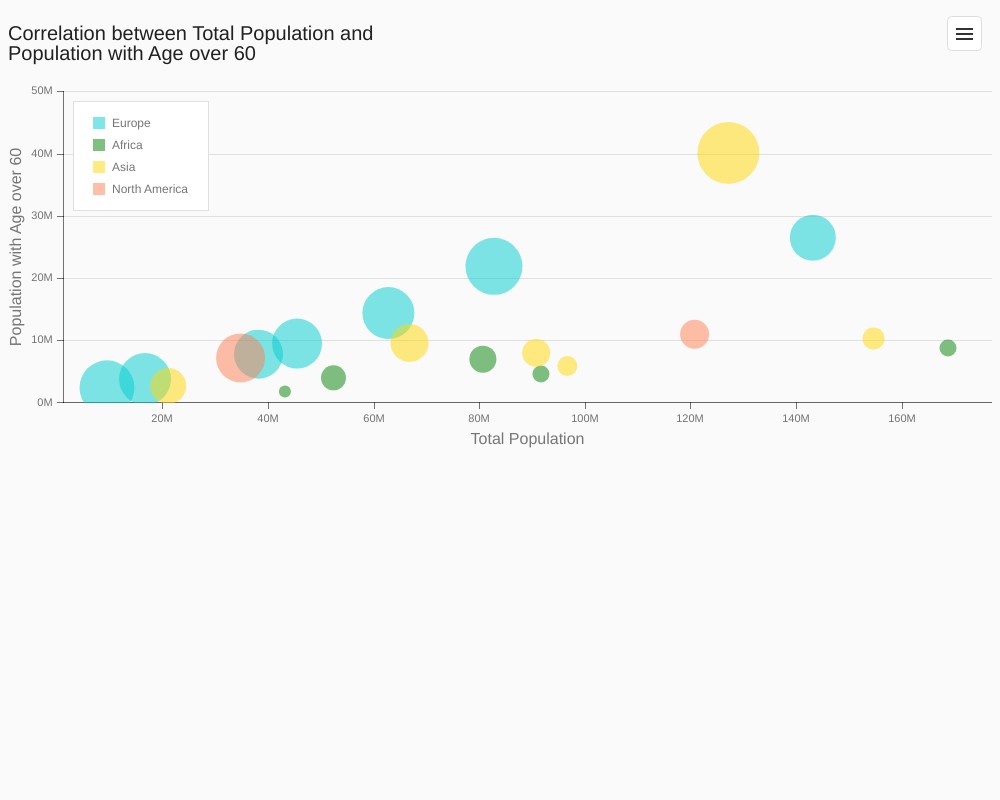 Correlation between Total Population and
Population with Age over 60
50M
40M
30M
20M
10M
0M
Population with Age over 60
Europe
Africa
Asia
North America
20M
40M
60M
80M
100M
120M
140M
160M
Total Population